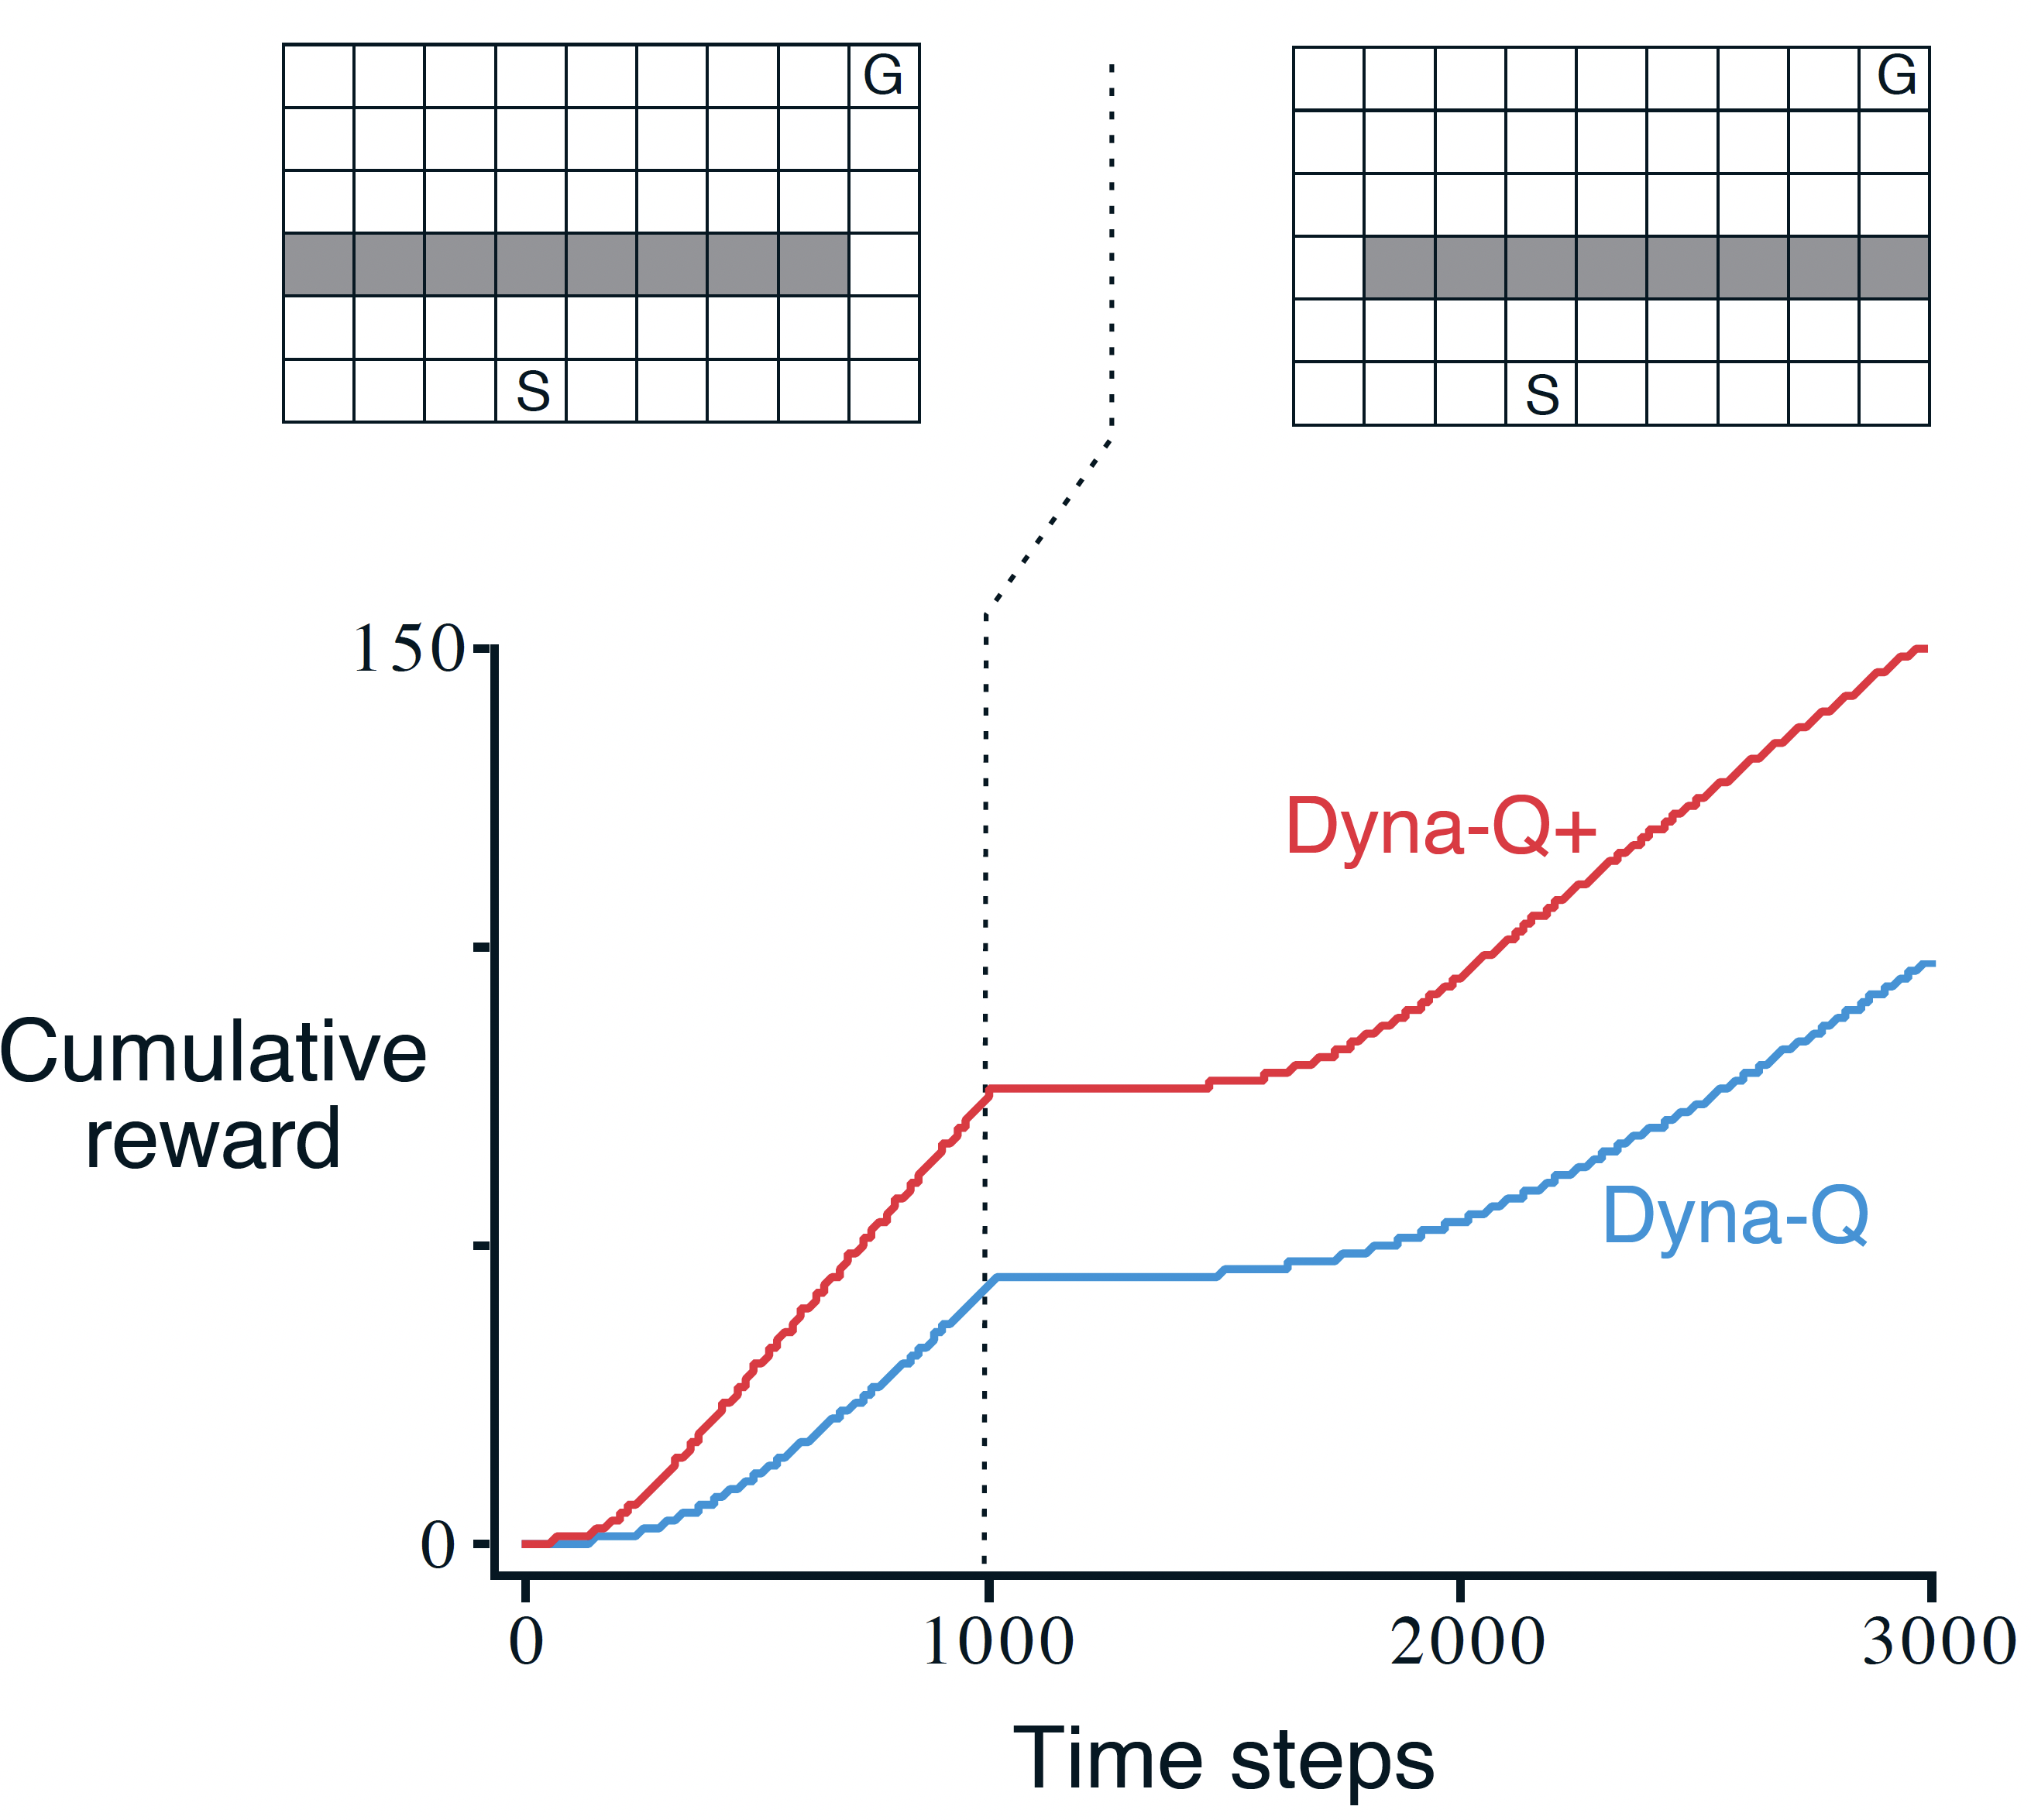 G
G
S
S
150
Dyna-Q+
Cumulative
reward
Dyna-Q
0
0
1000
2000
3000
Time steps